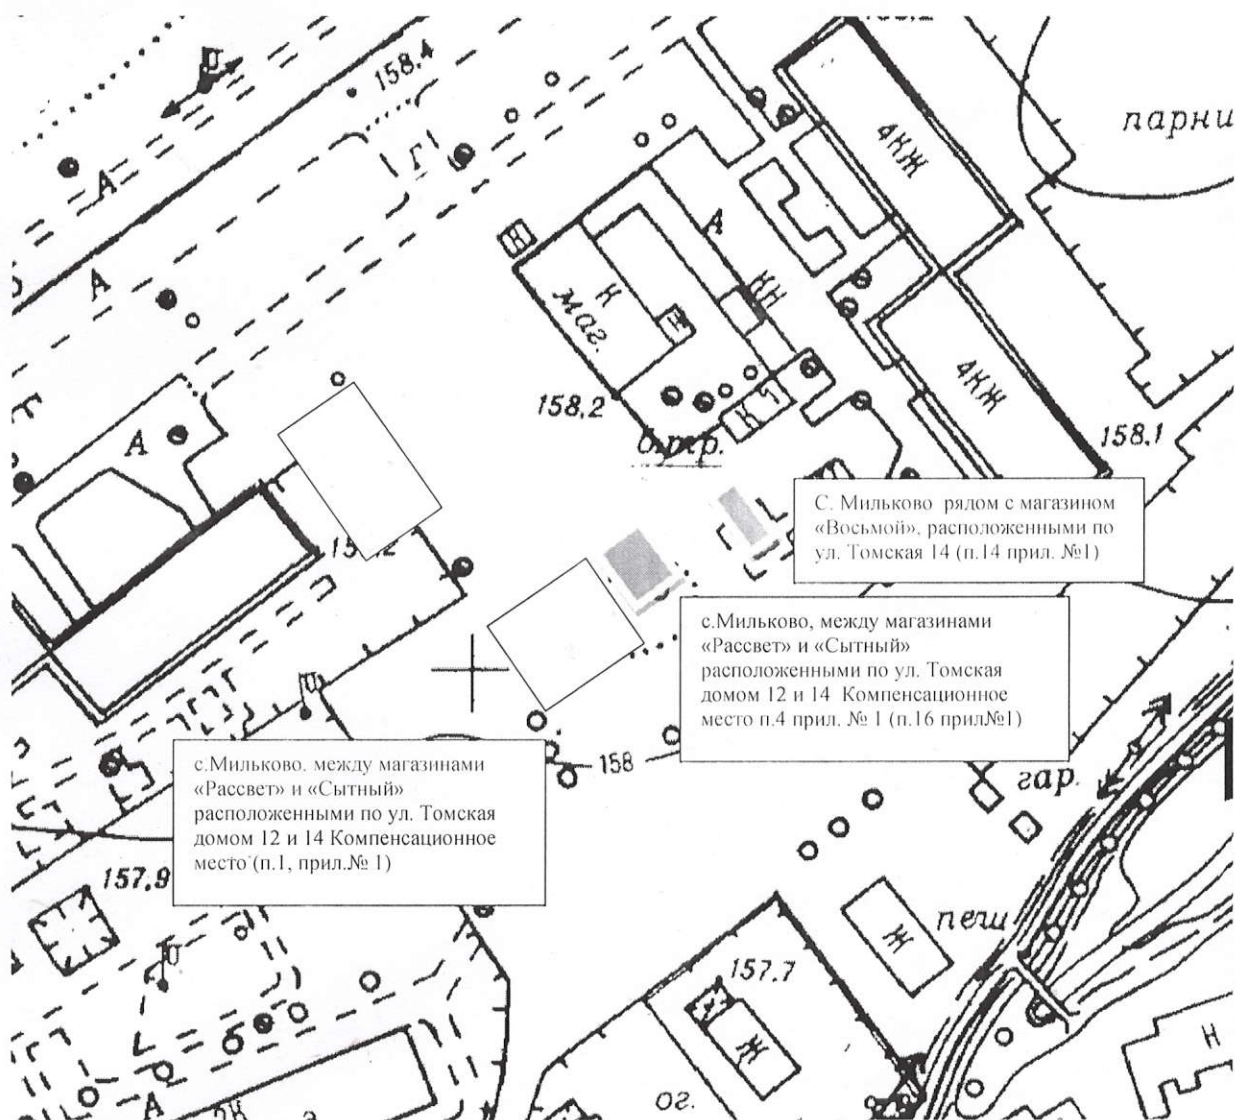 158,4
парни
4КЖ
А
А
А
К
маг.
КН
А
158,2
К
4КЖ
158,1
С. Мильково рядом с магазином
«Восьмой», расположенными по
ул. Томская 14 (п.14 прил. №1)
с.Мильково, между магазинами
«Рассвет» и «Сытный»
расположенными по ул. Томская
домом 12 и 14 Компенсационное
место п.4 прил. № 1 (п.16 прил№1)
158
гар.
с.Мильково, между магазинами
«Рассвет» и «Сытный»
расположенными по ул. Томская
домом 12 и 14 Компенсационное
место (п.1, прил.№ 1)
157,9
Ж
157,7
Ж
ог.
Н
А